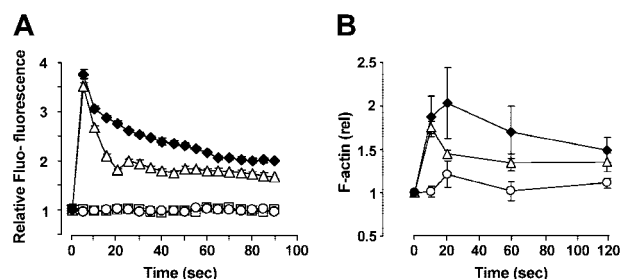 A
Relative Fluo- fluorescence
4
3
2
1
0 20 40 60 80 100
Time (sec)
B
F-actin (rel)
2.5
2
1.5
1
0.5
0 20 40 60 80 120
Time (sec)